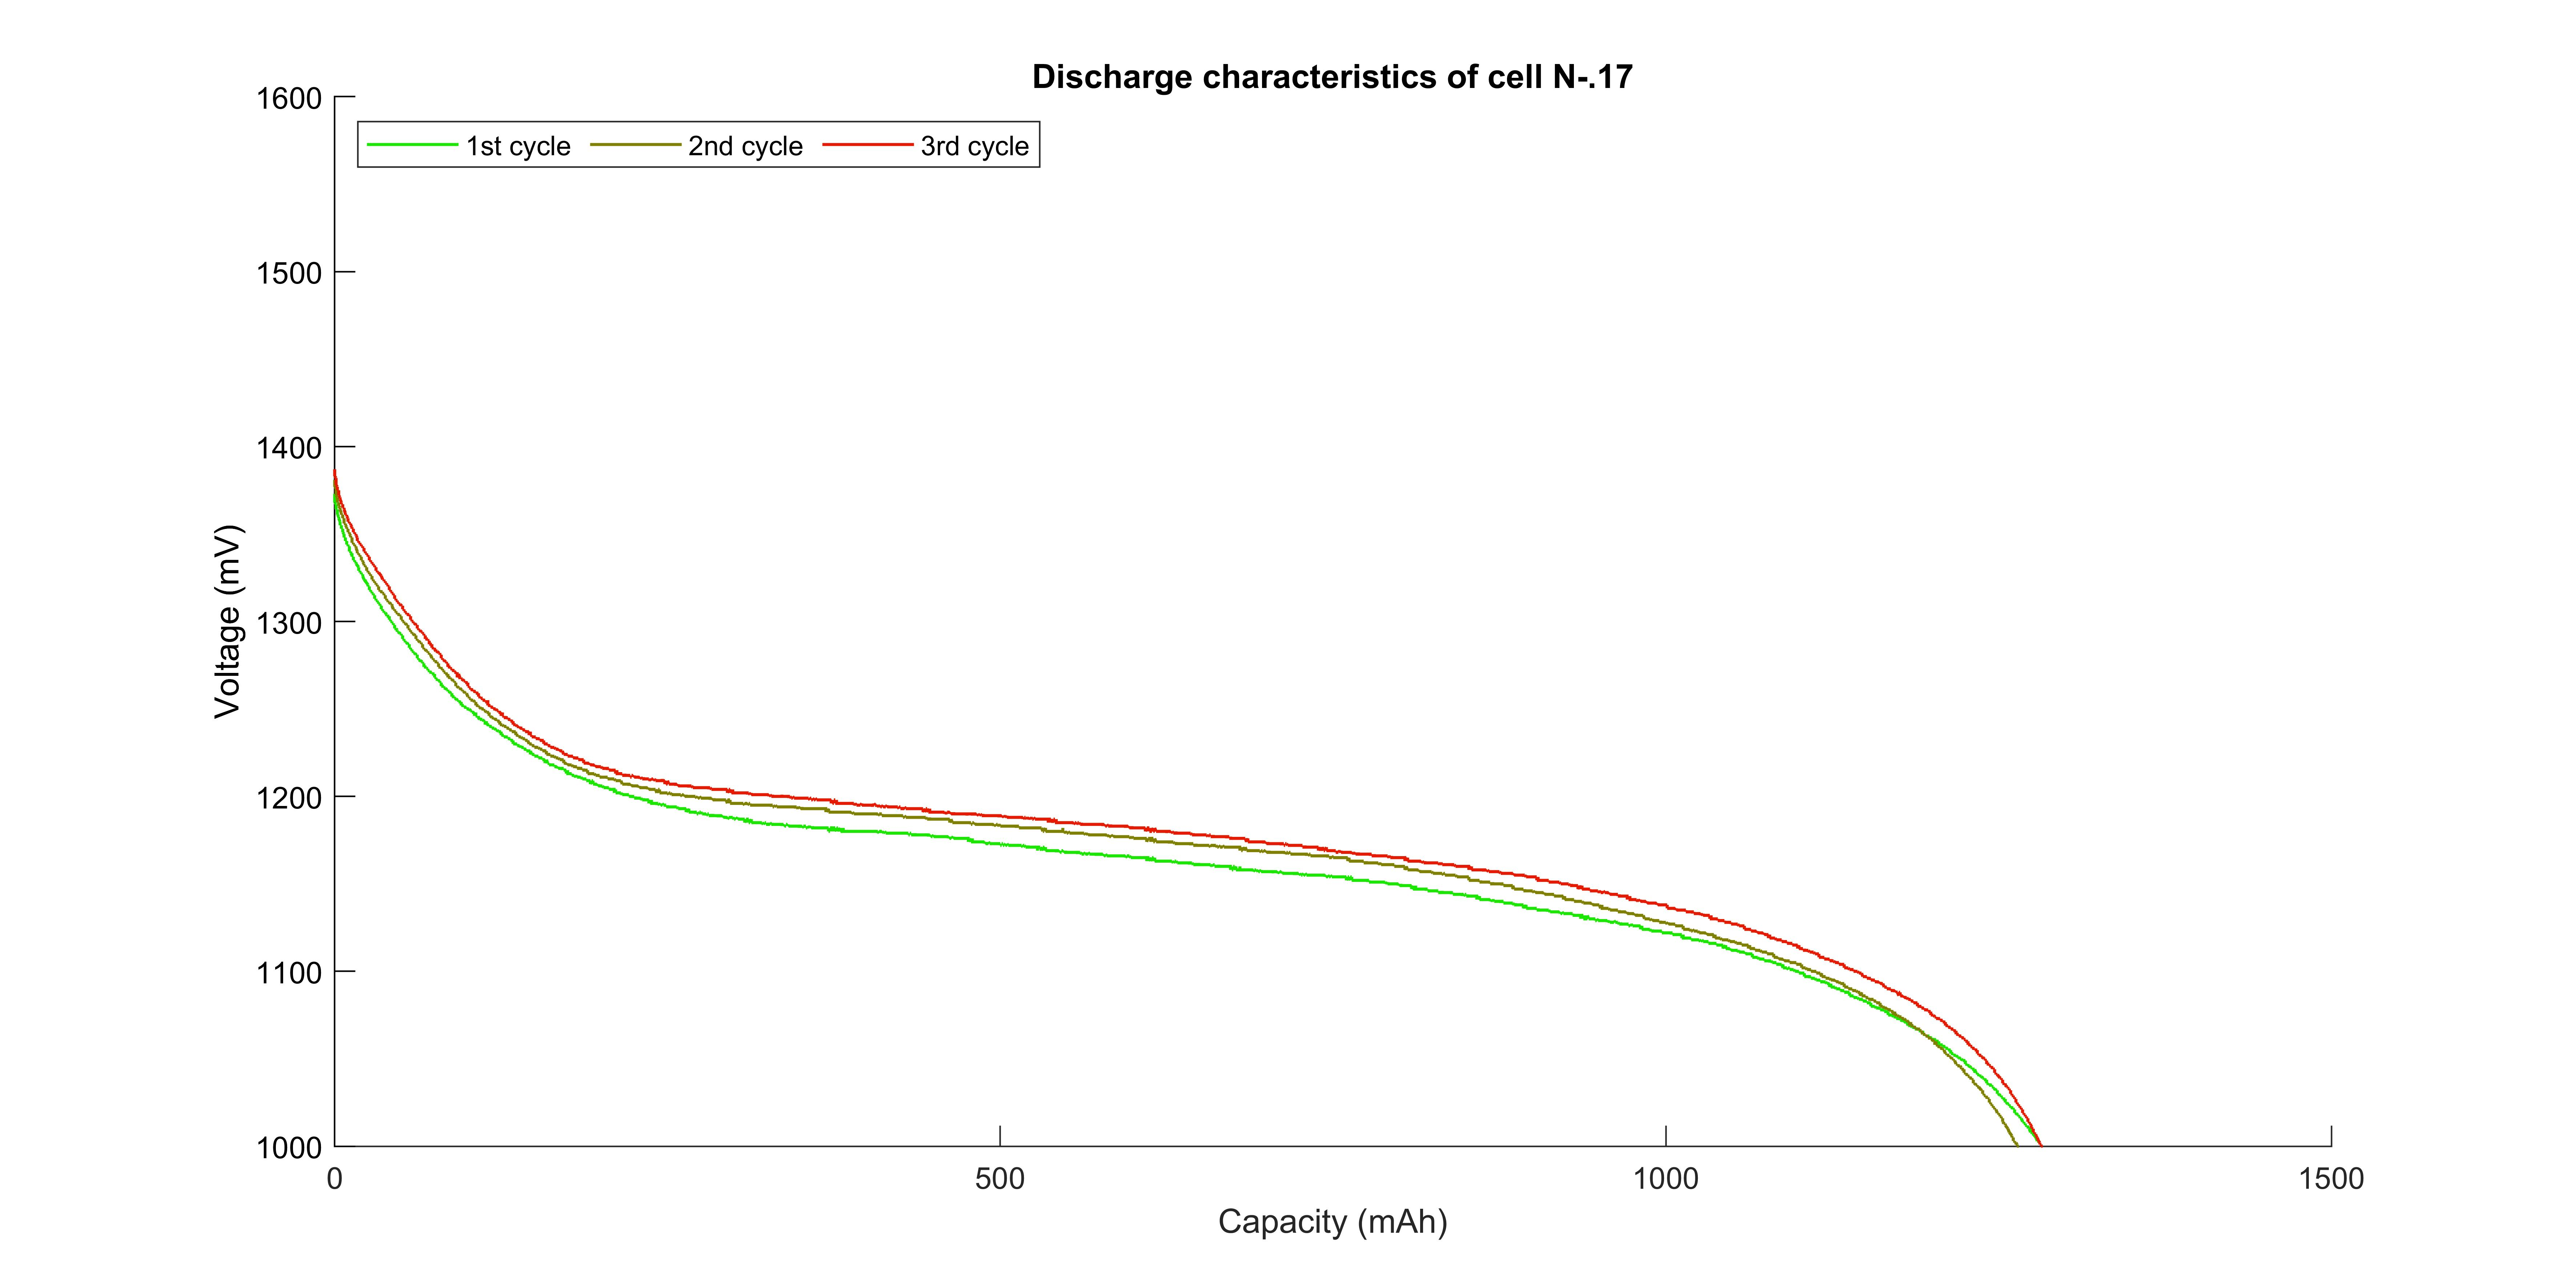 Discharge characteristics of cell N-.17
1600
1st cycle 2nd cycle 3rd cycle
1500
1400
1300
1200
1100
1000
Voltage (mV)
0 500 1000 1500
Capacity (mAh)